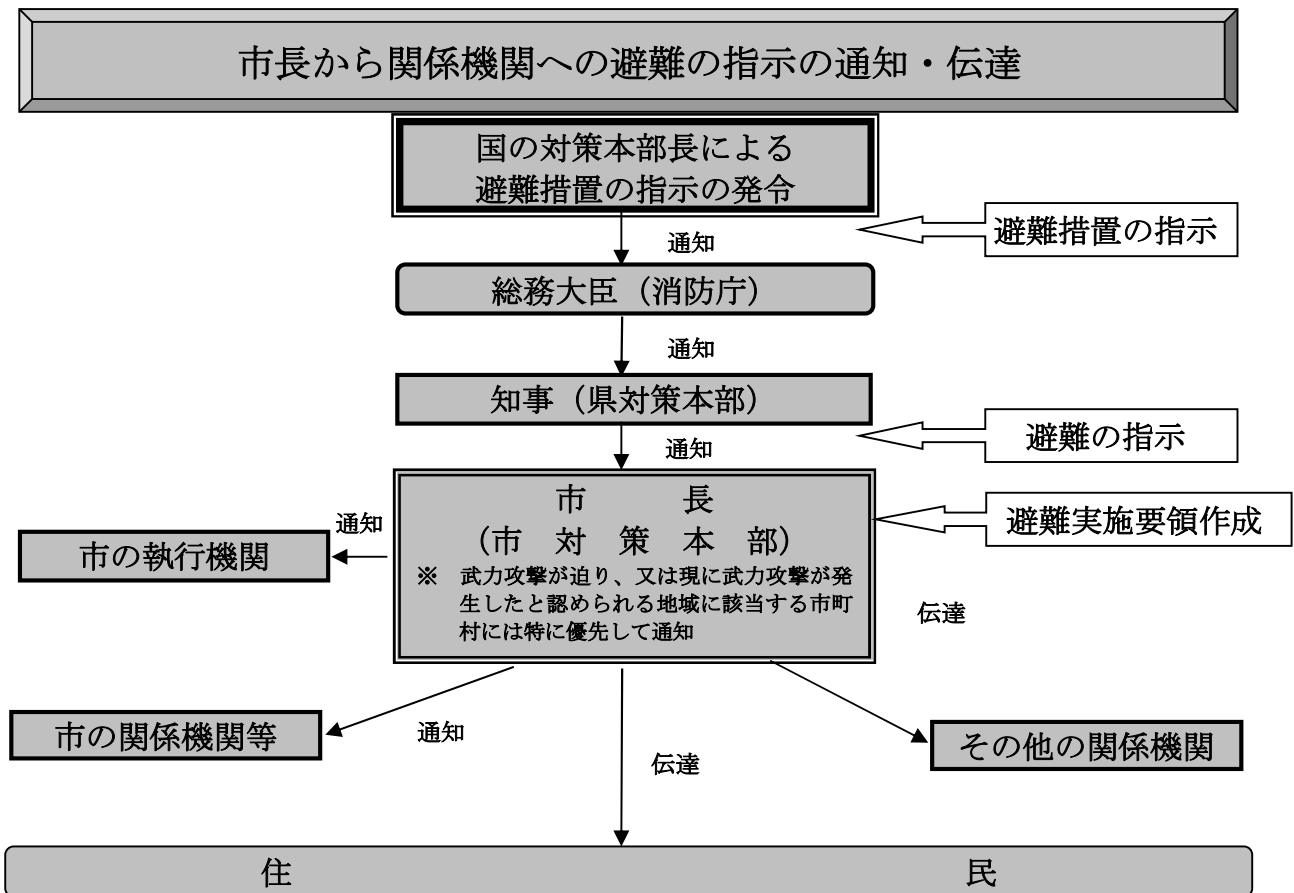 市長から関係機関への避難の指示の通知・伝達
国の対策本部長による
避難措置の指示の発令
避難措置の指示
通知
総務大臣（消防庁）
通知
知事（県対策本部）
避難の指示
通知
市　　　長
（市　対　策　本　部）
※　武力攻撃が迫り、又は現に武力攻撃が発
生したと認められる地域に該当する市町
村には特に優先して通知
避難実施要領作成
通知
市の執行機関
伝達
市の関係機関等
通知
伝達
その他の関係機関
住　　　民